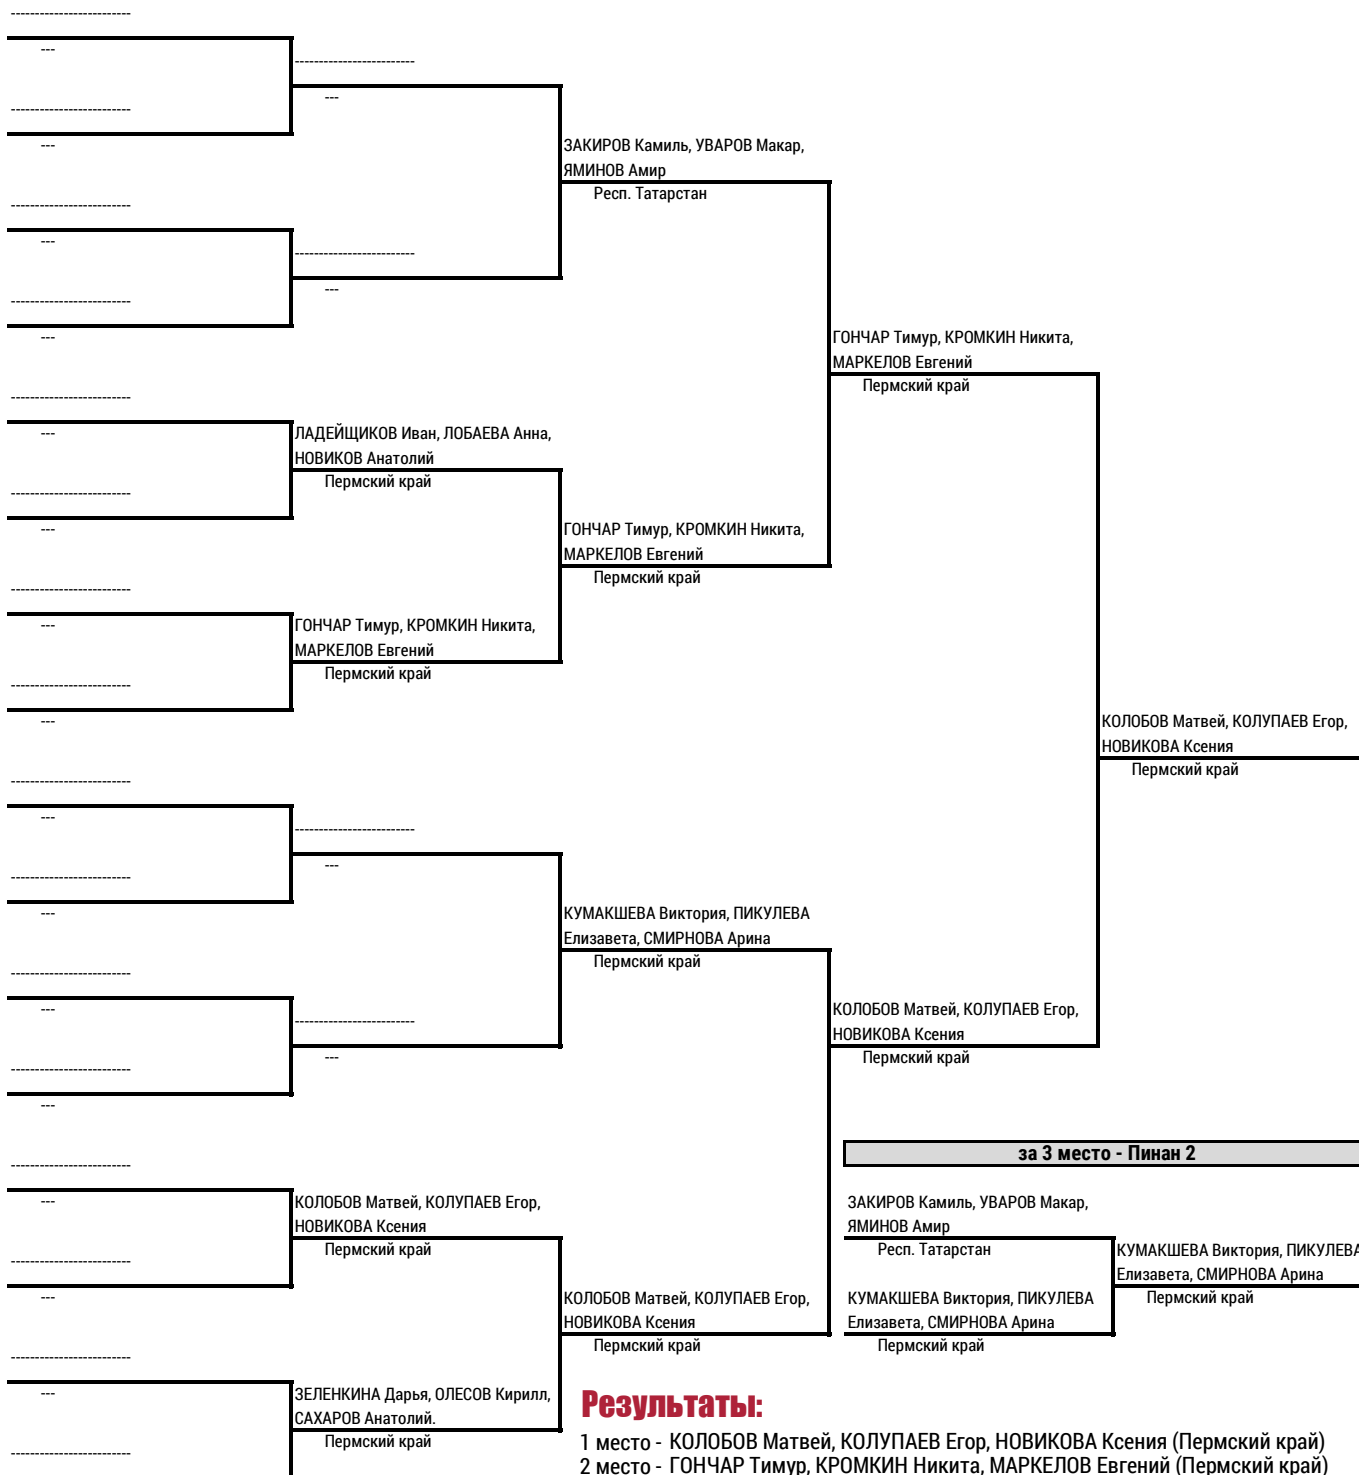 -------------------------
---
-------------------------
---
-------------------------
---
-------------------------
---
-------------------------
---
-------------------------
---
-------------------------
---
-------------------------
---
-------------------------
---
-------------------------
---
-------------------------
---
-------------------------
---
-------------------------
---
-------------------------
---
-------------------------
---
-------------------------
-------------------------
---
-------------------------
---
ЛАДЕЙЩИКОВ Иван, ЛОБАЕВА Анна,
НОВИКОВ Анатолий
Пермский край
ГОНЧАР Тимур, КРОМКИН Никита,
МАРКЕЛОВ Евгений
Пермский край
-------------------------
---
-------------------------
---
КОЛОБОВ Матвей, КОЛУПАЕВ Егор,
НОВИКОВА Ксения
Пермский край
ЗЕЛЕНКИНА Дарья, ОЛЕСОВ Кирилл,
САХАРОВ Анатолий.
Пермский край
ЗАКИРОВ Камиль, УВАРОВ Макар,
ЯМИНОВ Амир
Респ. Татарстан
ГОНЧАР Тимур, КРОМКИН Никита,
МАРКЕЛОВ Евгений
Пермский край
КУМАКШЕВА Виктория, ПИКУЛЕВА
Елизавета, СМИРНОВА Арина
Пермский край
КОЛОБОВ Матвей, КОЛУПАЕВ Егор,
НОВИКОВА Ксения
Пермский край
ГОНЧАР Тимур, КРОМКИН Никита,
МАРКЕЛОВ Евгений
Пермский край
КОЛОБОВ Матвей, КОЛУПАЕВ Егор,
НОВИКОВА Ксения
Пермский край
КОЛОБОВ Матвей, КОЛУПАЕВ Егор,
НОВИКОВА Ксения
Пермский край
за 3 место - Пинан 2
ЗАКИРОВ Камиль, УВАРОВ Макар,
ЯМИНОВ Амир
Респ. Татарстан
КУМАКШЕВА Виктория, ПИКУЛЕВА
Елизавета, СМИРНОВА Арина
Пермский край
КУМАКШЕВА Виктория, ПИКУЛЕВА
Елизавета, СМИРНОВА Арина
Пермский край
Результаты:
1 место - КОЛОБОВ Матвей, КОЛУПАЕВ Егор, НОВИКОВА Ксения (Пермский край)
2 место - ГОНЧАР Тимур, КРОМКИН Никита, МАРКЕЛОВ Евгений (Пермский край)